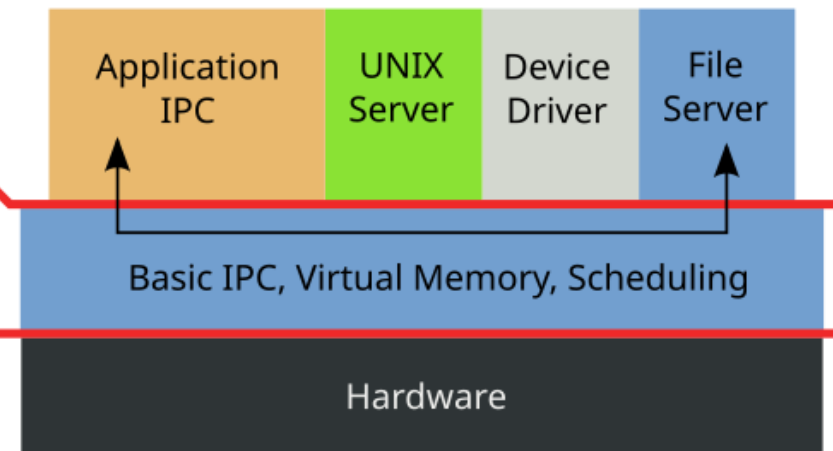 Application
IPC
UNIX
Server
Device
Driver
File
Server
Basic IPC, Virtual Memory, Scheduling
Hardware